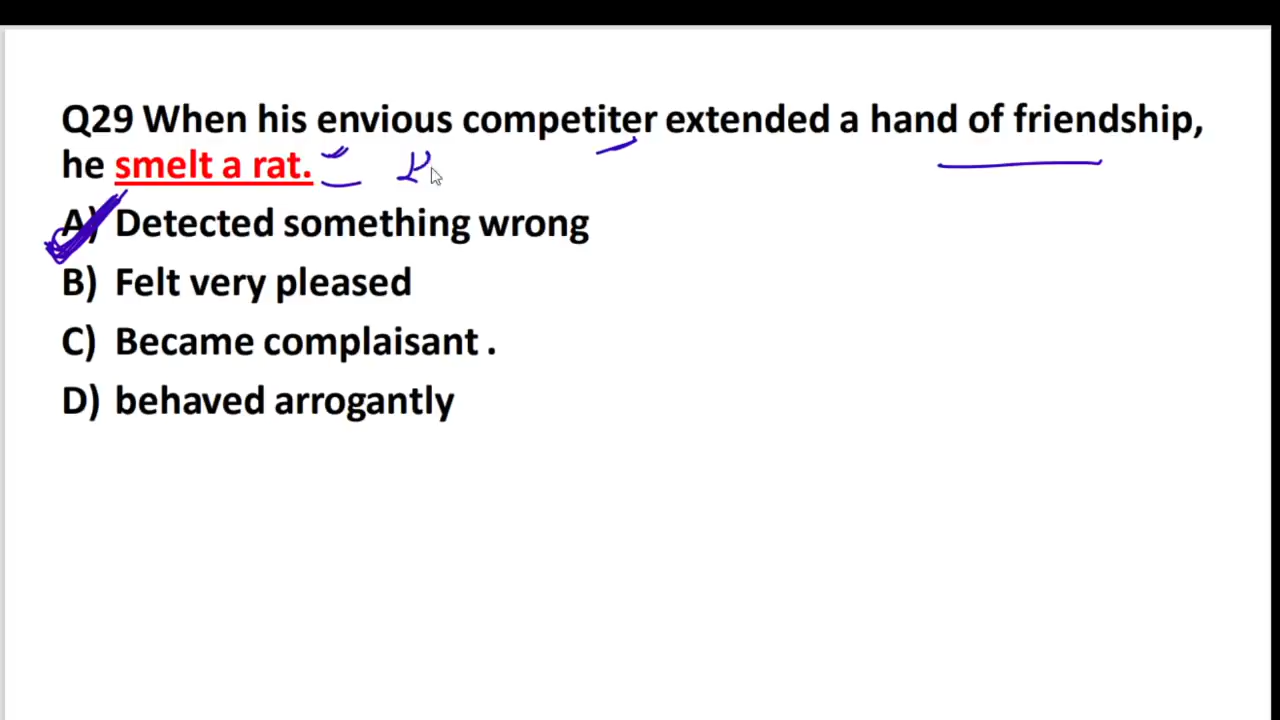 Q29 When his envious competiter extended a hand of friendship,
he smelt a rat.
A) Detected something wrong
B) Felt very pleased
C) Became complaisant .
D) behaved arrogantly